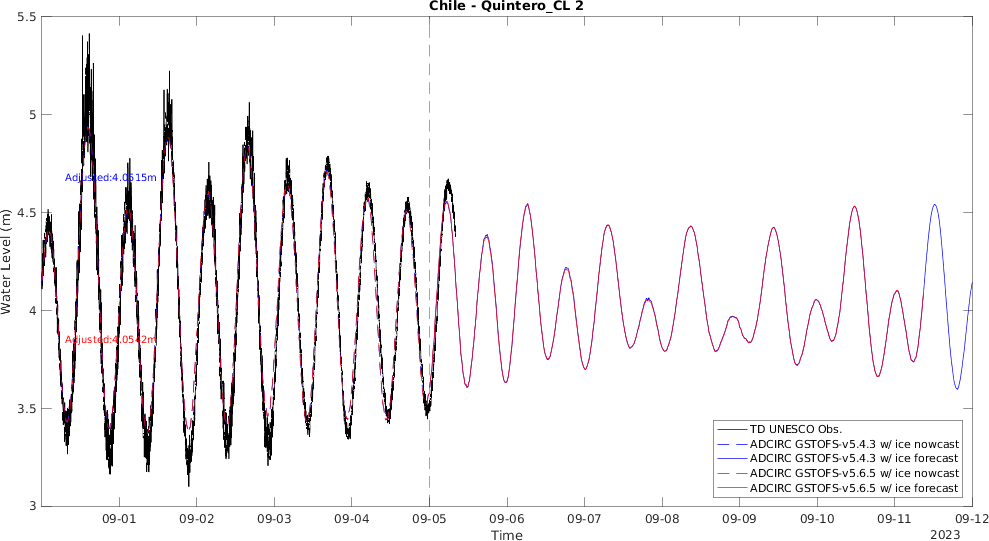 Chile - Quintero_CL 2
5.5
5
4.5
4
3.5
3
Water Level (m)
Adjusted:4.0515m
Adjusted:4.0542m
TD UNESCO Obs.
ADCIRC GSTOFS-v5.4.3 w/ ice nowcast
ADCIRC GSTOFS-v5.4.3 w/ ice forecast
ADCIRC GSTOFS-v5.6.5 w/ ice nowcast
ADCIRC GSTOFS-v5.6.5 w/ ice forecast
09-01 09-02 09-03 09-04 09-05 09-06 09-07 09-08 09-09 09-10 09-11 09-12
Time
2023